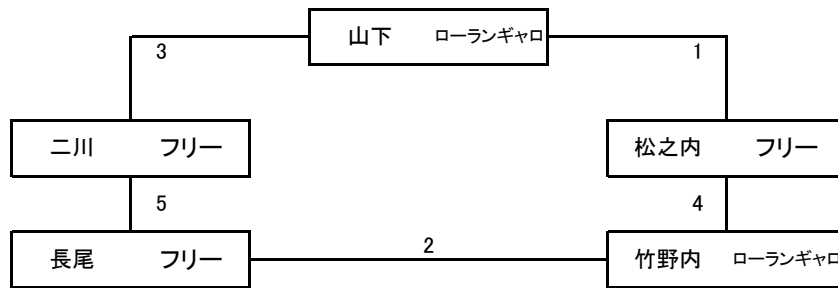 山下 ローランギャロ
3 1
二川 フリー 松之内 フリー
5 4
長尾 フリー 2 竹野内 ローランギャロ